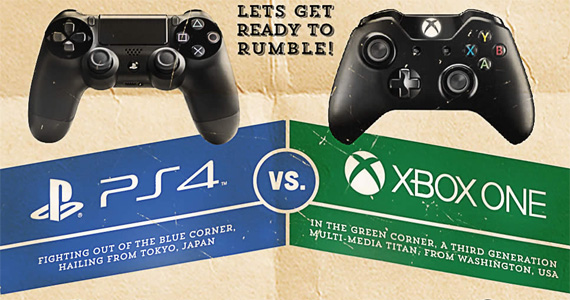 LETS GET
READY TO
RUMBLE!
Y
X
B
A
PS4™
VS.
XBOX ONE
FIGHTING OUT OF THE BLUE CORNER,
HAILING FROM TOKYO, JAPAN
IN THE GREEN CORNER, A THIRD GENERATION
MULTI-MEDIA TITAN, FROM WASHINGTON, USA